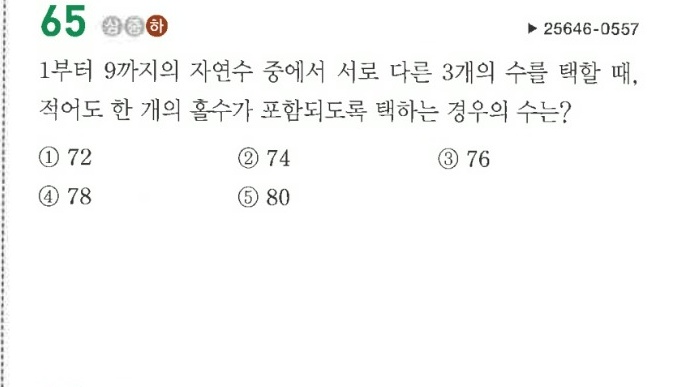 65 상중하
▶ 25646-0557
1부터 9까지의 자연수 중에서 서로 다른 3개의 수를 택할 때,
적어도 한 개의 홀수가 포함되도록 택하는 경우의 수는?
① 72 ② 74 ③ 76
④ 78 ⑤ 80